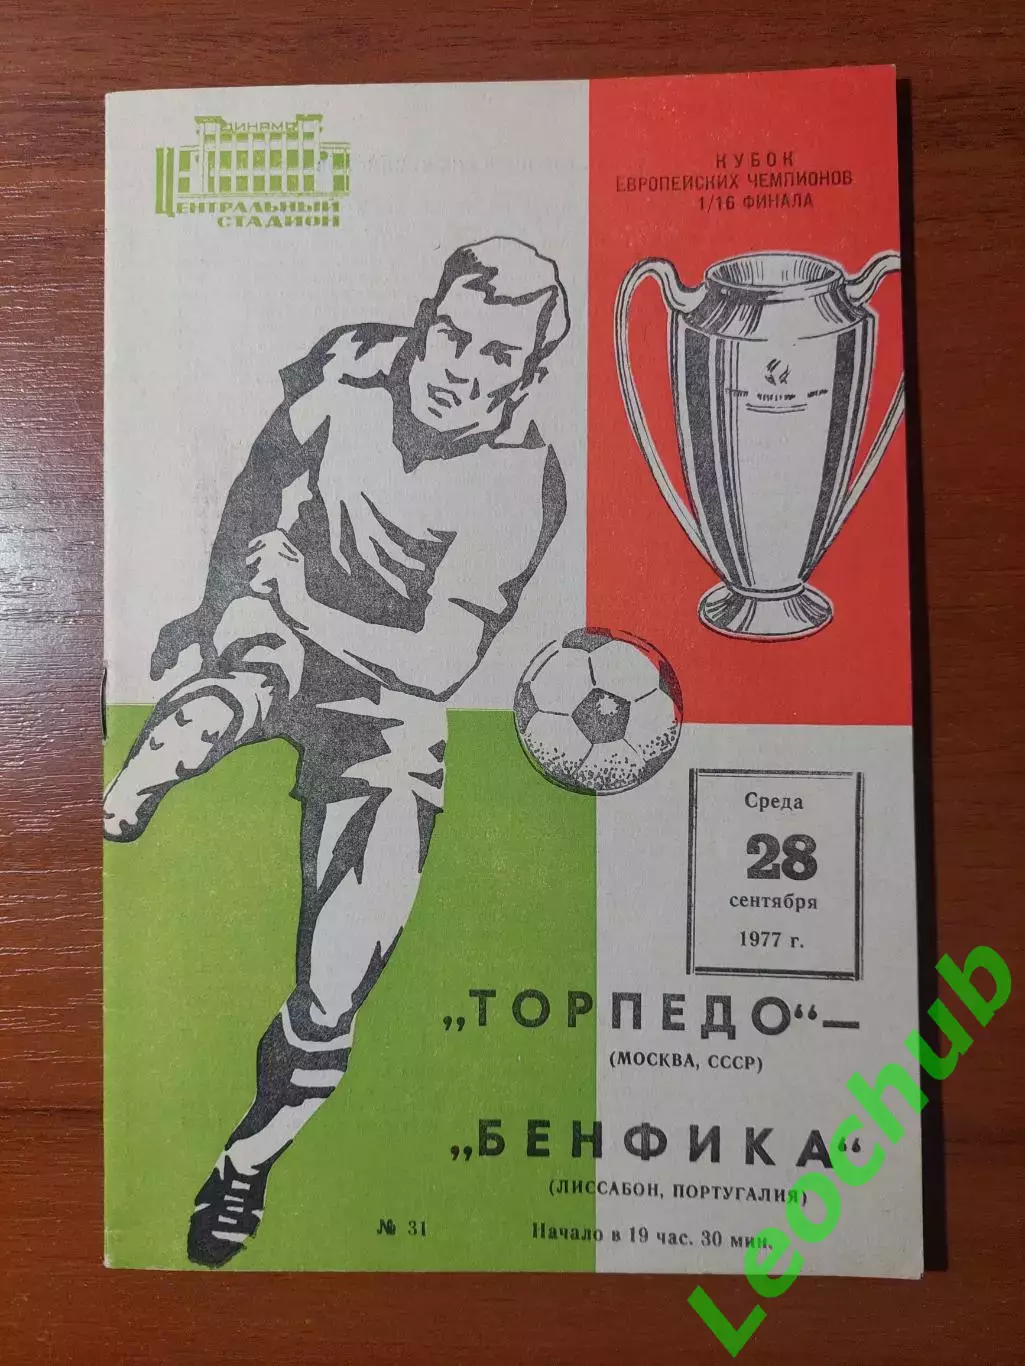 ДИНАМО
ЦЕНТРАЛЬНЫЙ
СТАДИОН
КУБОК
ЕВРОПЕЙСКИХ ЧЕМПИОНОВ
1/16 ФИНАЛА
Среда
28
сентября
1977 г.
„ТОРПЕДО“ —
(МОСКВА, СССР)
„БЕНФИКА“
(ЛИССАБОН, ПОРТУГАЛИЯ)
№ 31 Начало в 19 час. 30 мин.
Leochub